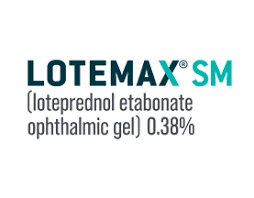 LOTEMAX® SM
(loteprednol etabonate
ophthalmic gel) 0.38%